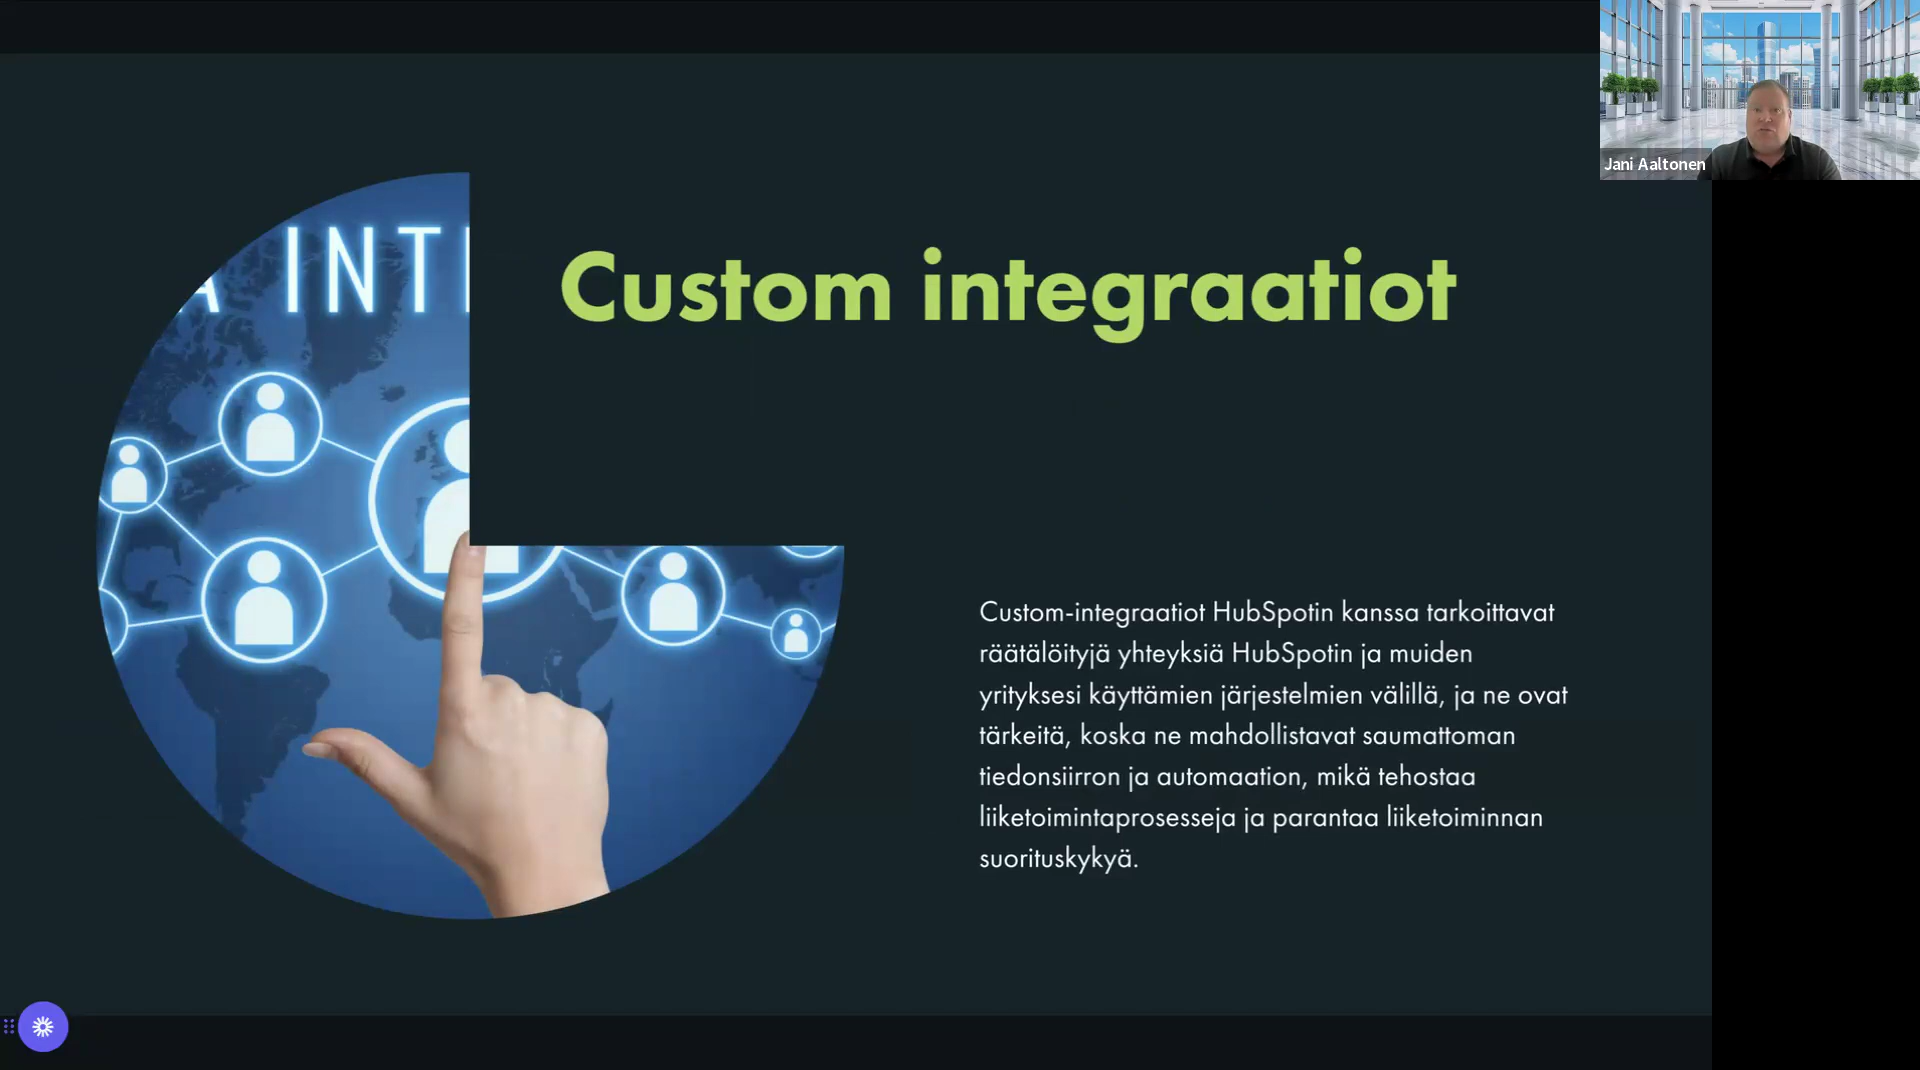 Jani Aaltonen
INT
Custom integraatiot
Custom-integraatiot HubSpotin kanssa tarkoittavat
räätälöityjä yhteyksiä HubSpotin ja muiden
yrityksesi käyttämien järjestelmien välillä, ja ne ovat
tärkeitä, koska ne mahdollistavat saumattoman
tiedonsiirron ja automaation, mikä tehostaa
liiketoimintaprosesseja ja parantaa liiketoiminnan
suorituskykyä.